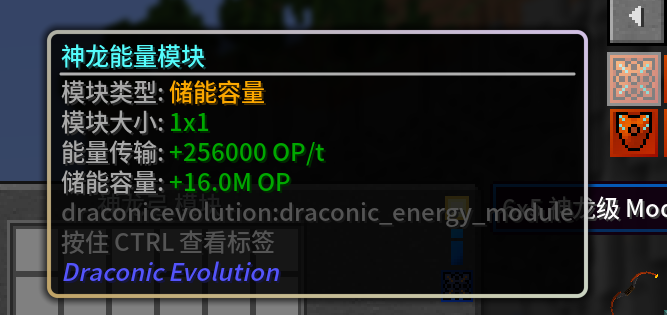 神龙能量模块
模块类型: 储能容量
模块大小: 1x1
能量传输: +256000 OP/t
储能容量: +16.0M OP
draconicevolution:draconic_energy_module
按住 CTRL 查看标签
Draconic Evolution
神龙级 Mod